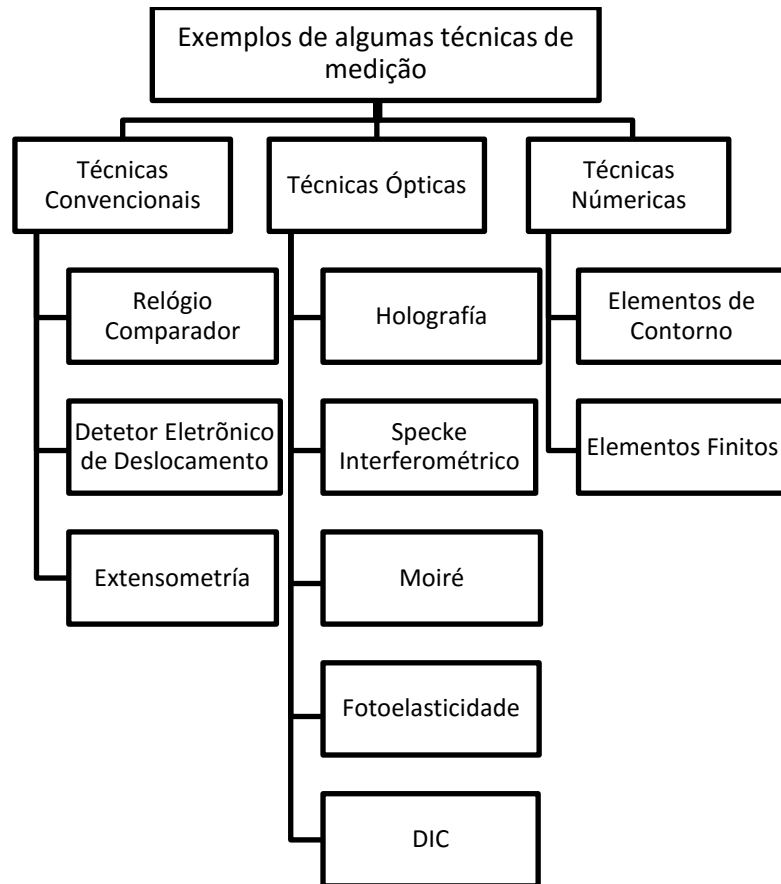 Exemplos de algumas técnicas de
medição
Técnicas
Convencionais
Técnicas Ópticas
Técnicas
Númericas
Relógio
Comparador
Holografía
Elementos de
Contorno
Detetor Eletrõnico
de Deslocamento
Specke
Interferométrico
Elementos Finitos
Extensometría
Moiré
Fotoelasticidade
DIC